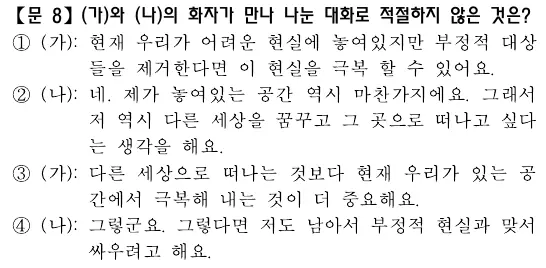 【문 8】 (가)와 (나)의 화자가 만나 나눈 대화로 적절하지 않은 것은?
① (가): 현재 우리가 어려운 현실에 놓여있지만 부정적 대상
들을 제거한다면 이 현실을 극복 할 수 있어요.
② (나): 네. 제가 놓여있는 공간 역시 마찬가지에요. 그래서
저 역시 다른 세상을 꿈꾸고 그 곳으로 떠나고 싶다
는 생각을 해요.
③ (가): 다른 세상으로 떠나는 것보다 현재 우리가 있는 공
간에서 극복해 내는 것이 더 중요해요.
④ (나): 그렇군요. 그렇다면 저도 남아서 부정적 현실과 맞서
싸우려고 해요.